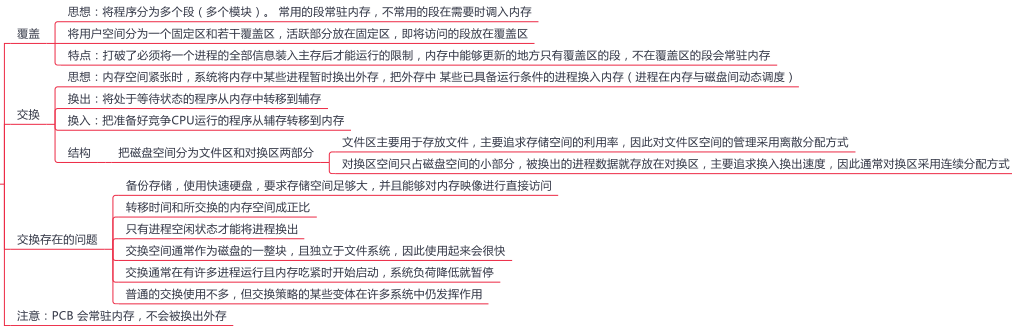 覆盖
思想：将程序分为多个段（多个模块）。 常用的段常驻内存，不常用的段在需要时调入内存
将用户空间分为一个固定区和若干覆盖区，活跃部分放在固定区，即将访问的段放在覆盖区
特点：打破了必须将一个进程的全部信息装入主存后才能运行的限制，内存中能够更新的地方只有覆盖区的段，不在覆盖区的段会常驻内存
交换
思想：内存空间紧张时，系统将内存中某些进程暂时换出外存，把外存中 某些已具备运行条件的进程换入内存（进程在内存与磁盘间动态调度）
换出：将处于等待状态的程序从内存中转移到辅存
换入：把准备好竞争CPU运行的程序从辅存转移到内存
结构
把磁盘空间分为文件区和对换区两部分
文件区主要用于存放文件，主要追求存储空间的利用率，因此对文件区空间的管理采用离散分配方式
对换区空间只占磁盘空间的小部分，被换出的进程数据就存放在对换区，主要追求换入换出速度，因此通常对换区采用连续分配方式
交换存在的问题
备份存储，使用快速硬盘，要求存储空间足够大，并且能够对内存映像进行直接访问
转移时间和所交换的内存空间成正比
只有进程空闲状态才能将进程换出
交换空间通常作为磁盘的一整块，且独立于文件系统，因此使用起来会很快
交换通常在有许多进程运行且内存吃紧时开始启动，系统负荷降低就暂停
普通的交换使用不多，但交换策略的某些变体在许多系统中仍发挥作用
注意：PCB 会常驻内存，不会被换出外存